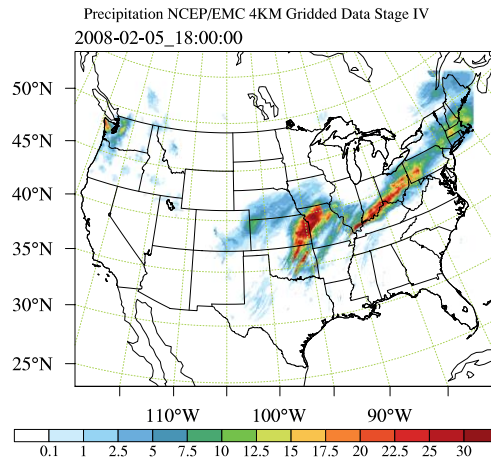 Precipitation NCEP/EMC 4KM Gridded Data Stage IV
2008-02-05_18:00:00
50°N
45°N
40°N
35°N
30°N
25°N
110°W 100°W 90°W
0.1 1 2.5 5 7.5 10 12.5 15 17.5 20 22.5 25 30